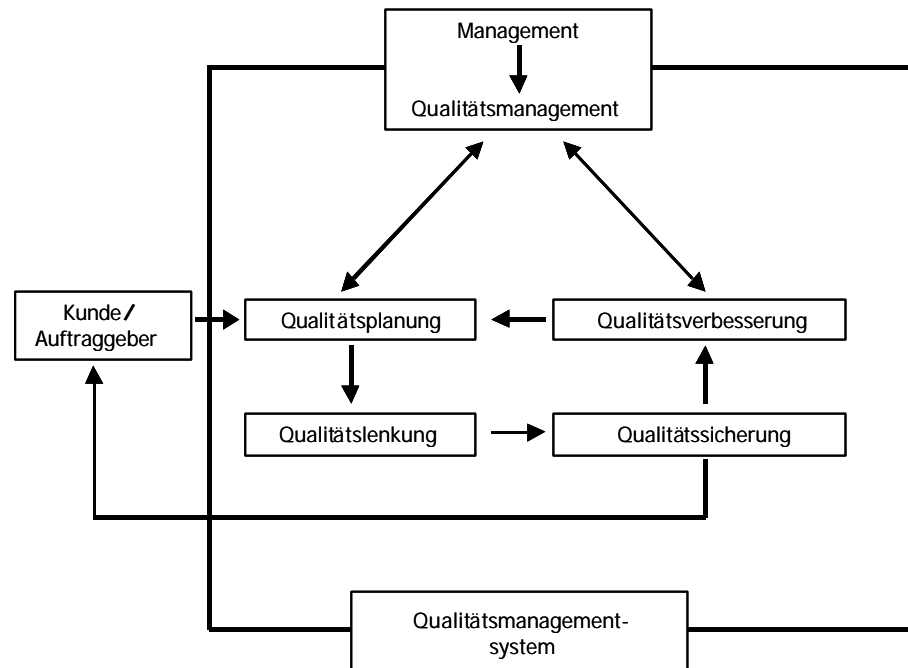 Management
Qualitätsmanagement
Kunde/
Auftraggeber
Qualitätsplanung
Qualitätsverbesserung
Qualitätslenkung
Qualitätssicherung
Qualitätsmanagement-
system